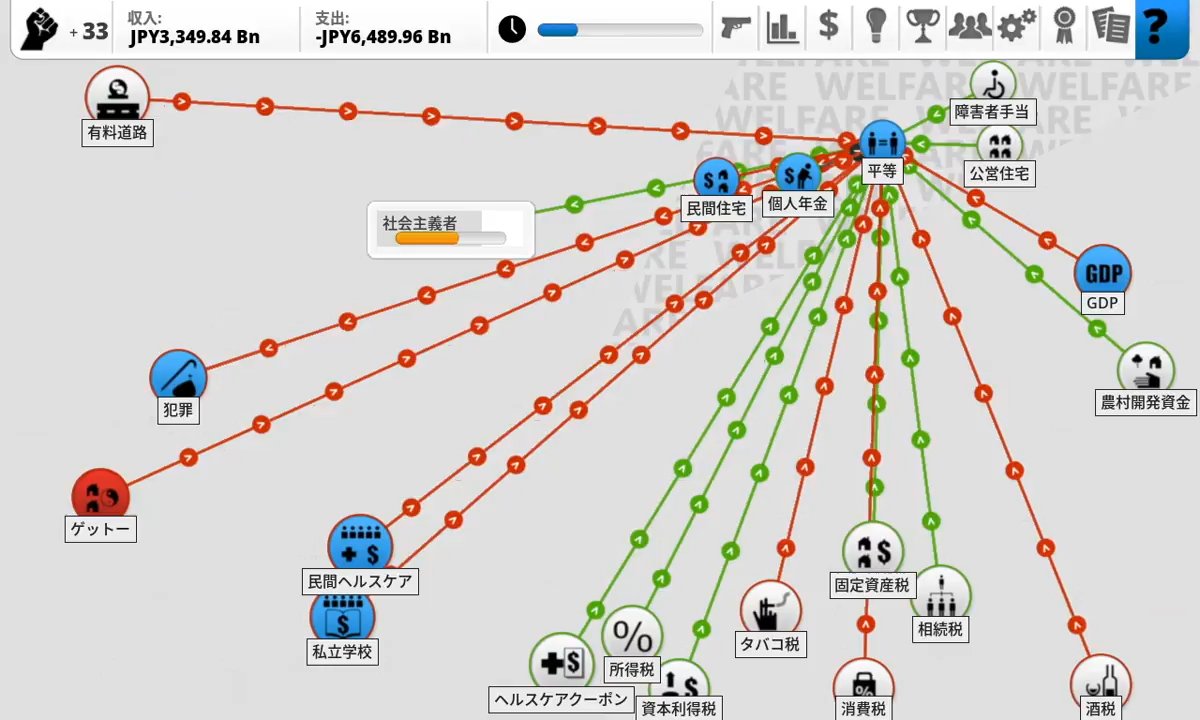 + 33
収入:
JPY3,349.84 Bn
支出:
-JPY6,489.96 Bn
$
?
WELFARE
WELFARE
有料道路
障害者手当
平等
公営住宅
民間住宅
個人年金
社会主義者
GDP
GDP
農村開発資金
犯罪
ゲットー
民間ヘルスケア
私立学校
固定資産税
相続税
タバコ税
%
所得税
ヘルスケアクーポン
資本利得税
消費税
酒税